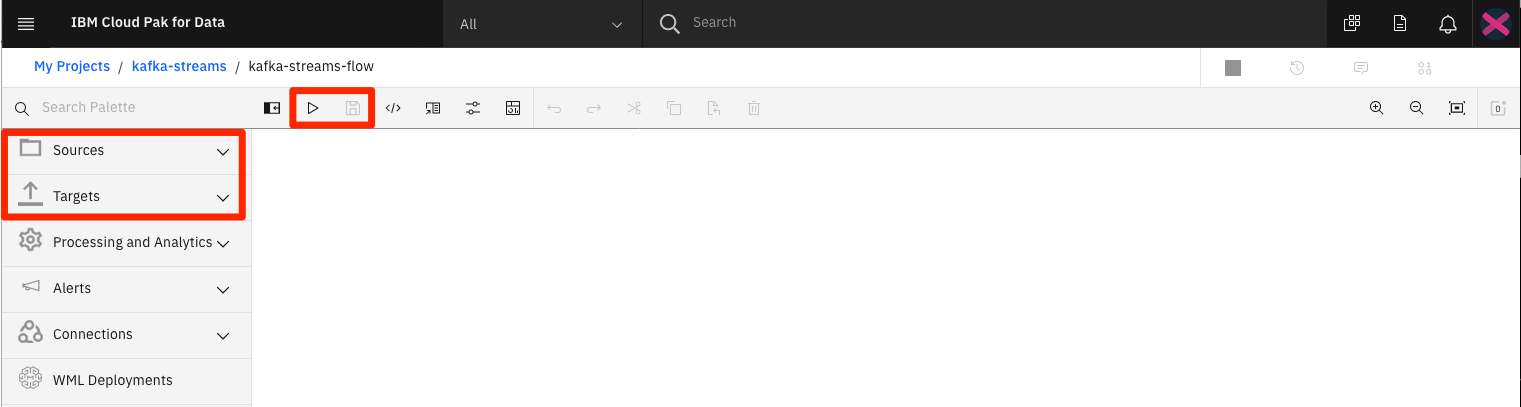 IBM Cloud Pak for Data All Search
My Projects / kafka-streams / kafka-streams-flow
Search Palette </> 0
Sources
Targets
Processing and Analytics
Alerts
Connections
WML Deployments